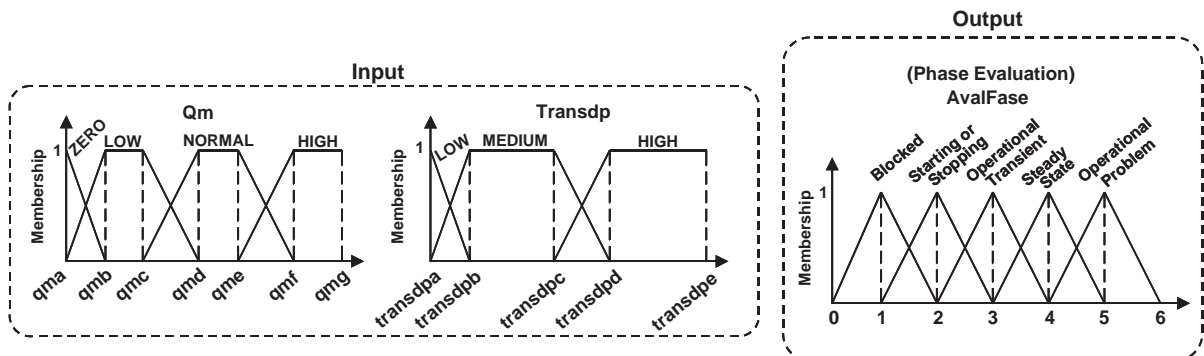 Output
Input
(Phase Evaluation)
AvalFase
Qm
Transdp
Membership
1
ZERO
LOW
NORMAL
HIGH
qma
qmb
qmc
qmd
qme
qmf
qmg
Membership
1
LOW
MEDIUM
HIGH
transdpa
transdpb
transdpc
transdpd
transdpe
Membership
1
Blocked
Starting or
Stopping
Operational
Transient
Steady
State
Operational
Problem
0 1 2 3 4 5 6